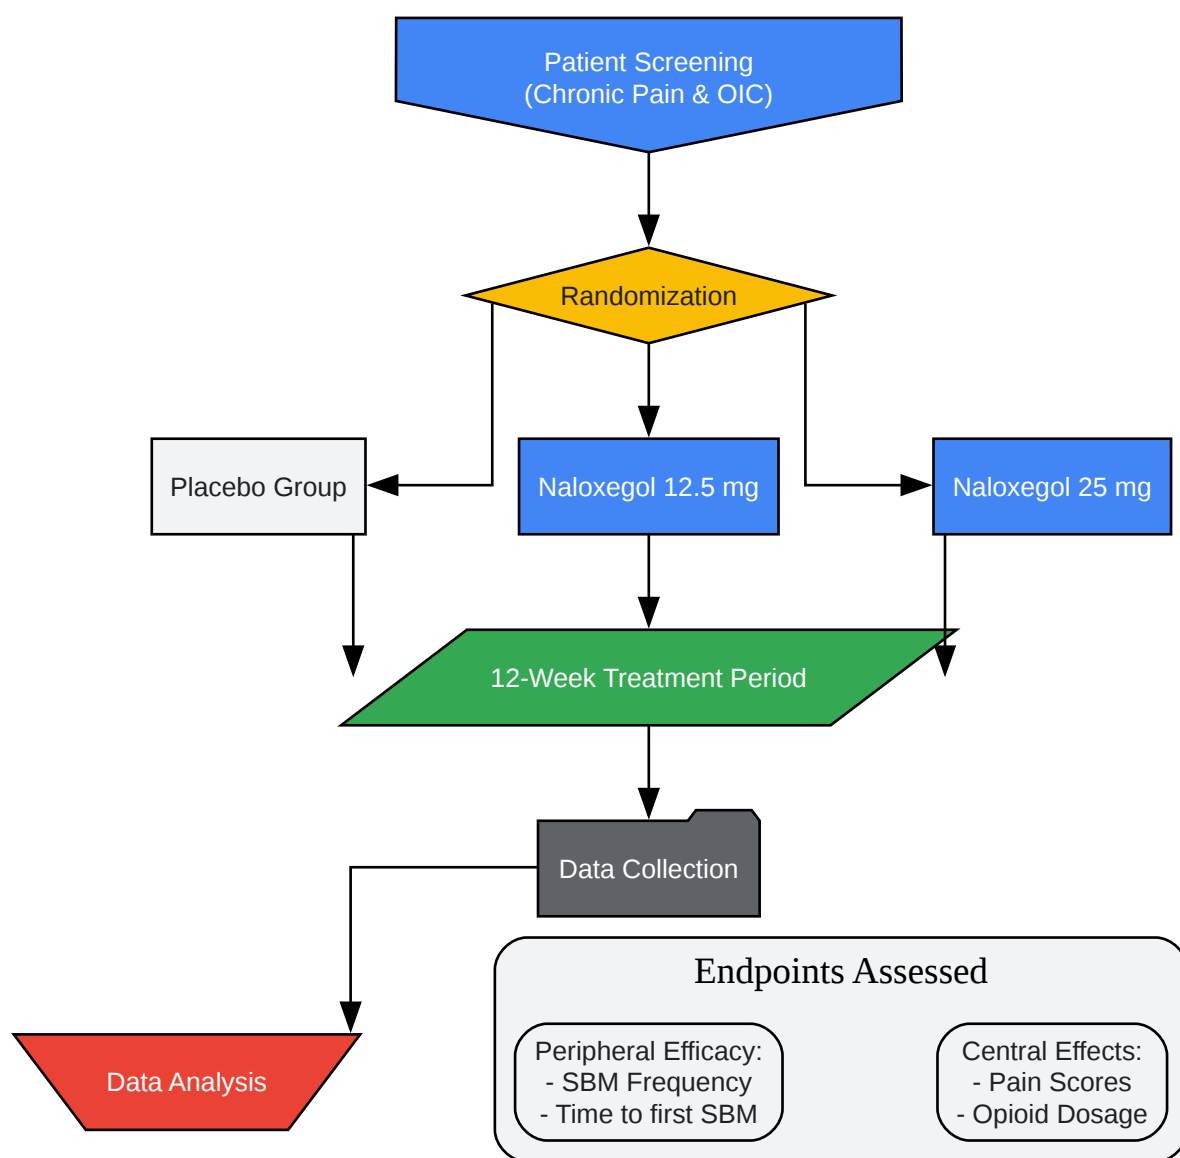 Patient Screening
(Chronic Pain & OIC)
Randomization
Placebo Group
Naloxegol 12.5 mg
Naloxegol 25 mg
12-Week Treatment Period
Data Collection
Endpoints Assessed
Peripheral Efficacy:
- SBM Frequency
- Time to first SBM
Central Effects:
- Pain Scores
- Opioid Dosage
Data Analysis